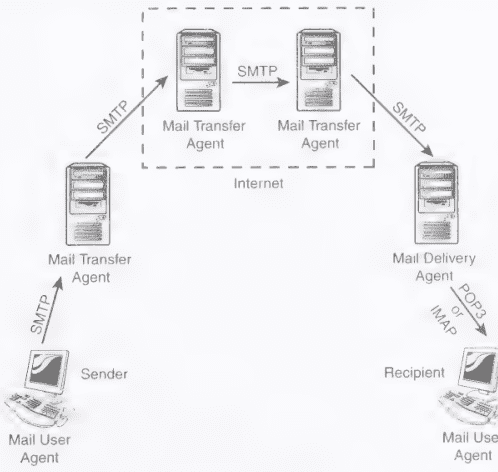 SMTP
SMTP
SMTP
Mail Transfer
Agent
Mail Transfer
Agent
Internet
SMTP
Mail Transfer
Agent
Mail Delivery
Agent
SMTP
POP3
or
IMAP
Sender
Recipient
Mail User
Agent
Mail Use
Agent